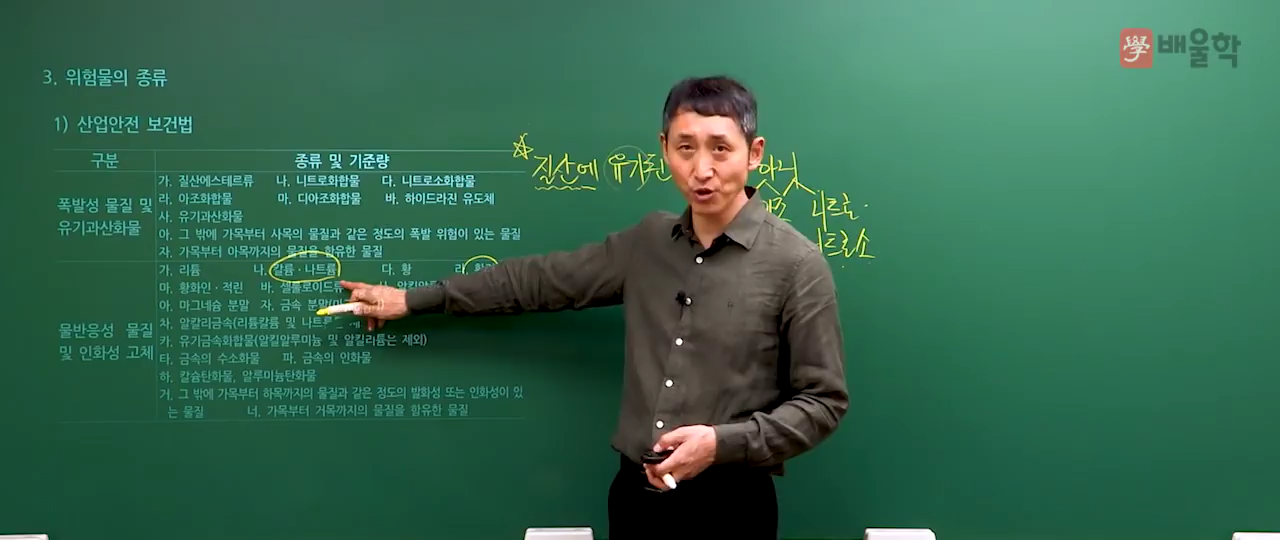 學 배울학
3. 위험물의 종류
1) 산업안전 보건법
구분 종류 및 기준량
폭발성 물질 및
유기과산화물
가. 질산에스테르류 나. 니트로화합물 다. 니트로소화합물
라. 아조화합물 마. 디아조화합물 바. 하이드라진 유도체
사. 유기과산화물
아. 그 밖에 가목부터 사목의 물질과 같은 정도의 폭발 위험이 있는 물질
자. 가목부터 아목까지의 물질을 함유한 물질
물반응성 물질
및 인화성 고체
가. 리튬 나. 칼륨·나트륨 다. 황 라.
마. 황화인·적린 바. 셀룰로이드류
아. 마그네슘 분말 자. 금속 분말
차. 알칼리금속(리튬칼륨 및
카. 유기금속화합물(알킬알루미늄 및 알킬리튬은 제외)
타. 금속의 수소화물 파. 금속의 인화물
하. 칼슘탄화물, 알루미늄탄화물
거. 그 밖에 가목부터 하목까지의 물질과 같은 정도의 발화성 또는 인화성이 있
는 물질 너. 가목부터 거목까지의 물질을 함유한 물질
질산에 유기
니트로